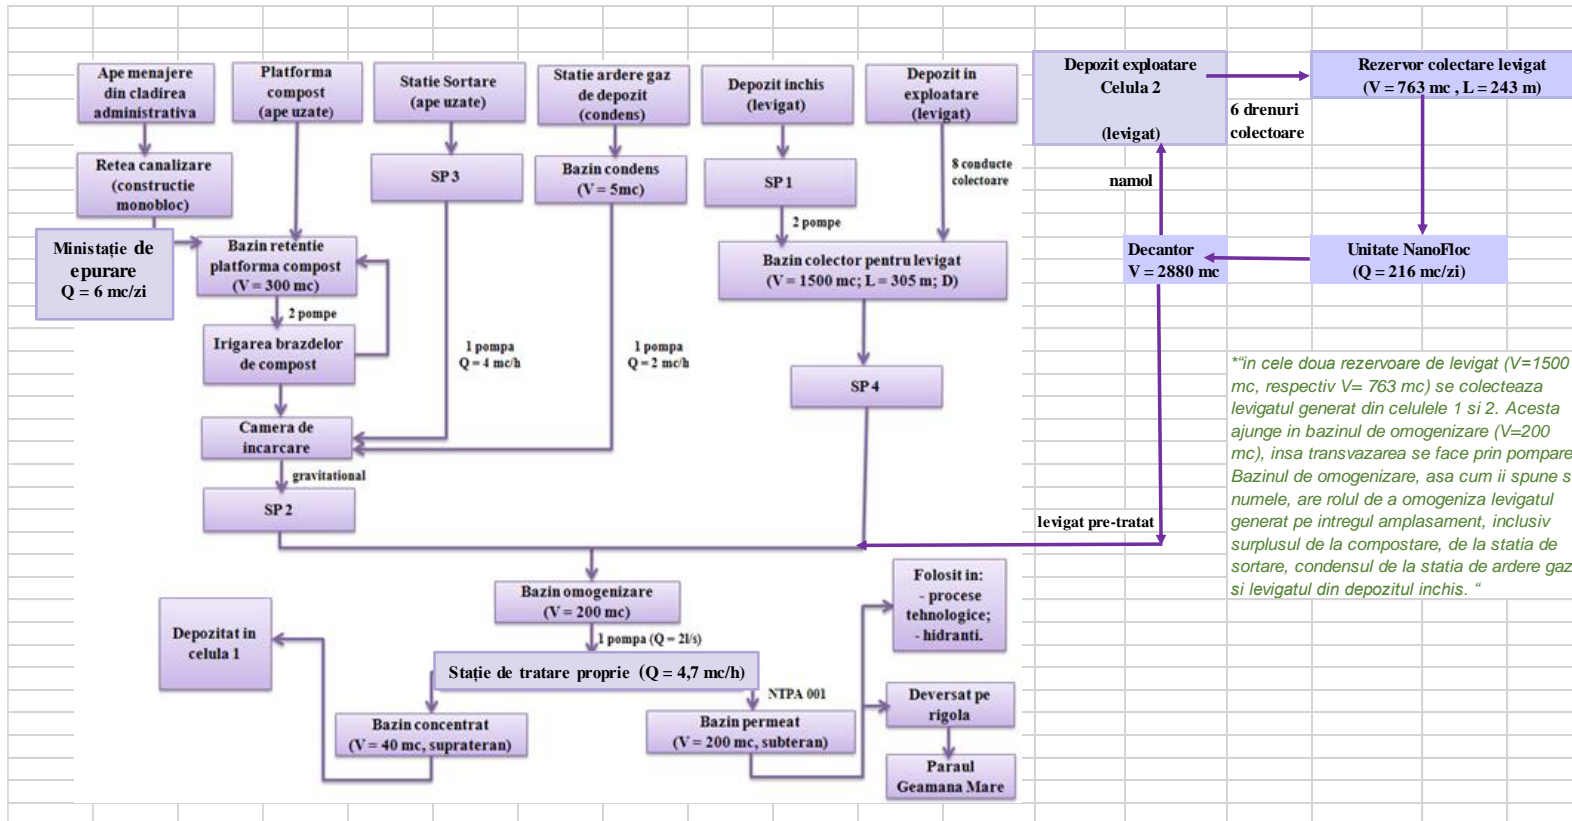 Ape menajere
din cladirea
administrativa
Platforma
compost
(ape uzate)
Statie Sortare
(ape uzate)
Statie ardere gaz
de depozit
(condens)
Depozit inchis
(levigat)
Depozit in
exploatare
(levigat)
Depozit exploatare
Celula 2
(levigat)
Rezervor colectare levigat
(V = 763 mc , L = 243 m)
6 drenuri
colectoare
Retea canalizare
(constructie
monobloc)
SP 3
Bazin condens
(V = 5mc)
SP 1
8 conducte
colectoare
namol
2 pompe
Ministație de
epurare
Q = 6 mc/zi
Bazin retentie
platforma compost
(V = 300 mc)
Bazin colector pentru levigat
(V = 1500 mc; L = 305 m; D)
Decantor
V = 2880 mc
Unitate NanoFloc
(Q = 216 mc/zi)
2 pompe
Irigarea brazdelor
de compost
1 pompa
Q = 4 mc/h
1 pompa
Q = 2 mc/h
SP 4
*“in cele doua rezervoare de levigat (V=1500
mc, respectiv V= 763 mc) se colecteaza
levigatul generat din celulele 1 si 2. Acesta
ajunge in bazinul de omogenizare (V=200
mc), insa transvazarea se face prin pompare
Bazinul de omogenizare, asa cum ii spune s
numele, are rolul de a omogeniza levigatul
generat pe intregul amplasament, inclusiv
surplusul de la compostare, de la statia de
sortare, condensul de la statia de ardere gaz
si levigatul din depozitul inchis. “
Camera de
incarcare
gravitational
SP 2
levigat pre-tratat
Bazin omogenizare
(V = 200 mc)
Folosit in:
- procese
tehnologice;
- hidranti.
Depozitat in
celula 1
1 pompa (Q = 2l/s)
Stație de tratare proprie (Q = 4,7 mc/h)
NTPA 001
Bazin concentrat
(V = 40 mc, suprateran)
Bazin permeat
(V = 200 mc, subteran)
Deversat pe
rigola
Paraul
Geamana Mare